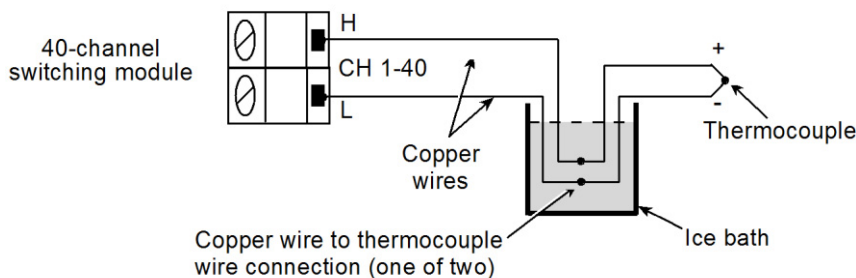 H
40-channel
switching module
CH 1-40
L
+
-
Thermocouple
Copper
wires
Copper wire to thermocouple
wire connection (one of two)
Ice bath